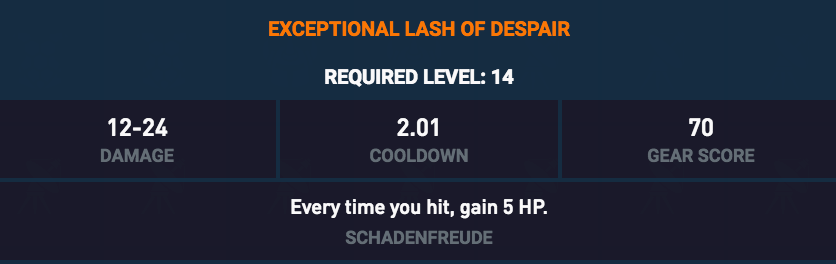 EXCEPTIONAL LASH OF DESPAIR
REQUIRED LEVEL: 14
12-24
DAMAGE
2.01
COOLDOWN
70
GEAR SCORE
Every time you hit, gain 5 HP.
SCHADENFREUDE